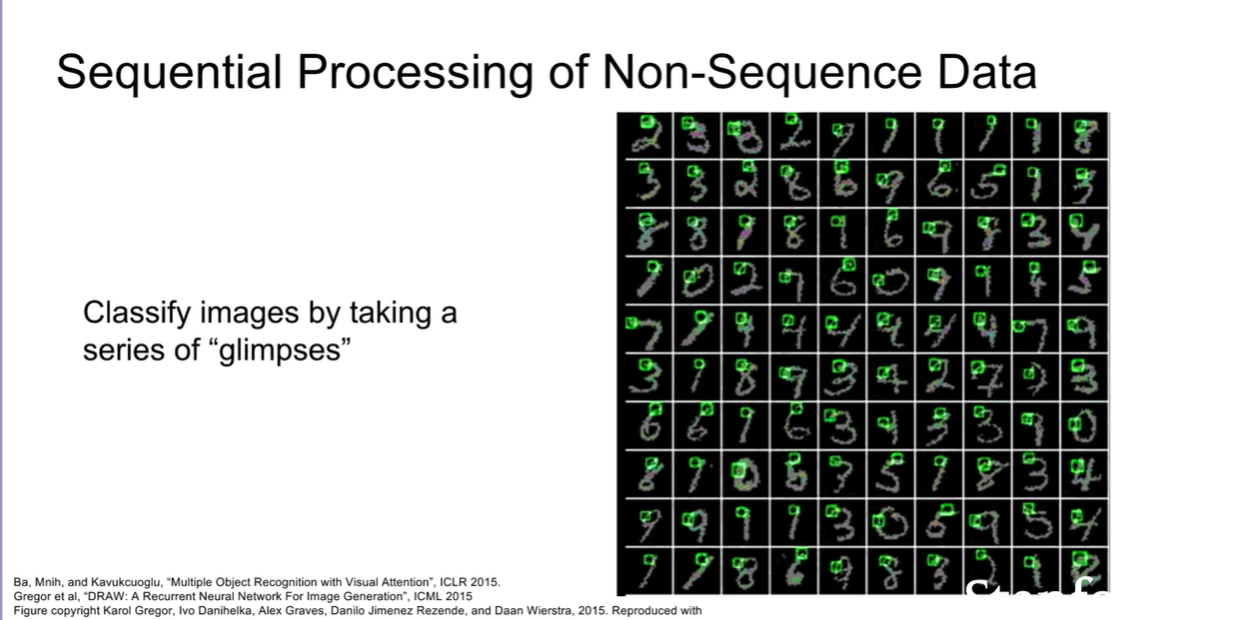 Sequential Processing of Non-Sequence Data
Classify images by taking a
series of “glimpses”
Ba, Mnih, and Kavukcuoglu, “Multiple Object Recognition with Visual Attention”, ICLR 2015.
Gregor et al, “DRAW: A Recurrent Neural Network For Image Generation”, ICML 2015
Figure copyright Karol Gregor, Ivo Danihelka, Alex Graves, Danilo Jimenez Rezende, and Daan Wierstra, 2015. Reproduced with